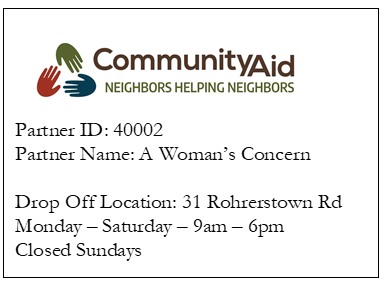 CommunityAid
NEIGHBORS HELPING NEIGHBORS
Partner ID: 40002
Partner Name: A Woman's Concern
Drop Off Location: 31 Rohrerstown Rd
Monday – Saturday – 9am – 6pm
Closed Sundays